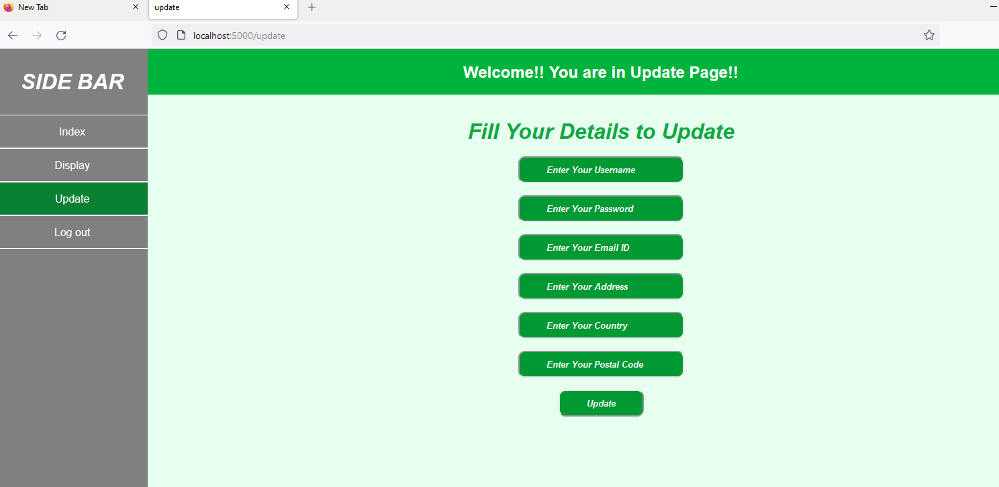 New Tab
update
localhost:5000/update
SIDE BAR
Index
Display
Update
Log out
Welcome!! You are in Update Page!!
Fill Your Details to Update
Enter Your Username
Enter Your Password
Enter Your Email ID
Enter Your Address
Enter Your Country
Enter Your Postal Code
Update